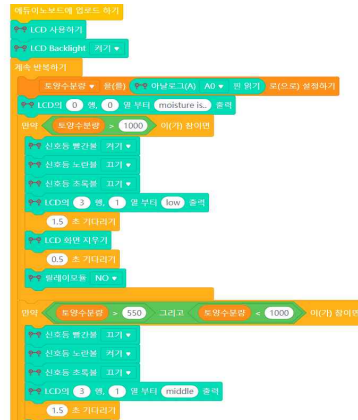 에듀이노보드에 업로드 하기
LCD 사용하기
LCD Backlight 켜기
계속 반복하기
토양수분량 을(를) 아날로그(A) A0 핀 읽기 로(으로) 설정하기
LCD의 0 행, 0 열 부터 moisture is.. 출력
만약 토양수분량 > 1000 이(가) 참이면
신호등 빨간불 켜기
신호등 노란불 끄기
신호등 초록불 끄기
LCD의 3 행, 1 열 부터 low 출력
1.5 초 기다리기
LCD 화면 지우기
0.5 초 기다리기
릴레이모듈 NO
만약 토양수분량 > 550 그리고 토양수분량 < 1000 이(가) 참이면
신호등 빨간불 끄기
신호등 노란불 켜기
신호등 초록불 끄기
LCD의 3 행, 1 열 부터 middle 출력
1.5 초 기다리기